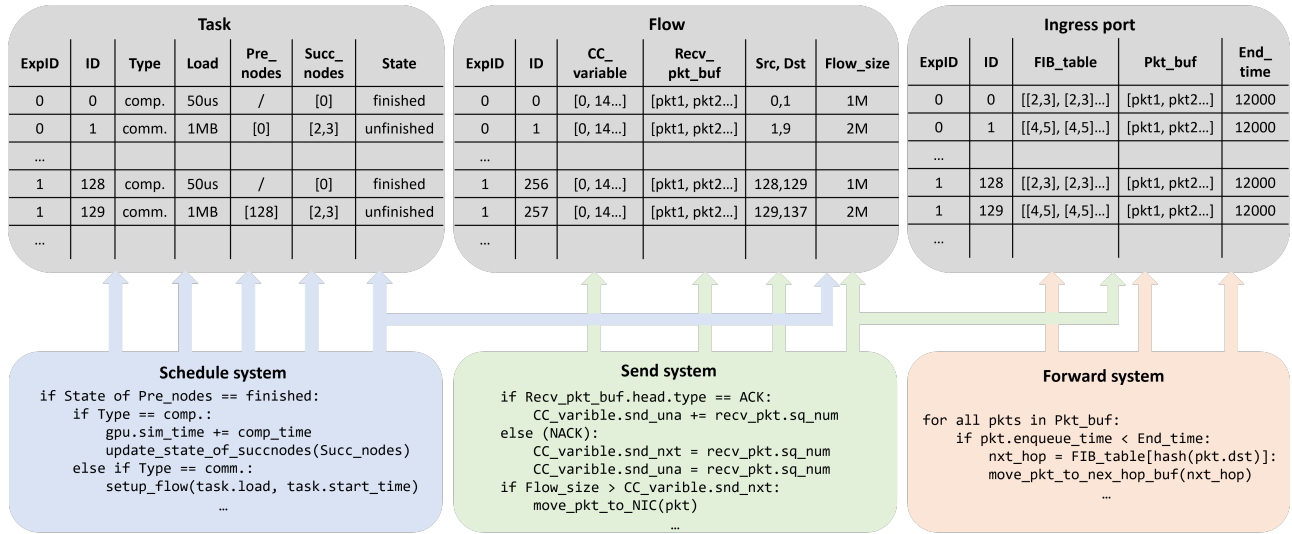 Task
ExpID ID Type Load Pre_ nodes Succ_ nodes State
0 0 comp. 50us / [0] finished
0 1 comm. 1MB [0] [2,3] unfinished
...
1 128 comp. 50us / [0] finished
1 129 comm. 1MB [128] [2,3] unfinished
...
Flow
ExpID ID CC_ variable Recv_ pkt_buf Src, Dst Flow_size
0 0 [0, 14...] [pkt1, pkt2...] 0,1 1M
0 1 [0, 14...] [pkt1, pkt2...] 1,9 2M
...
1 256 [0, 14...] [pkt1, pkt2...] 128,129 1M
1 257 [0, 14...] [pkt1, pkt2...] 129,137 2M
...
Ingress port
ExpID ID FIB_table Pkt_buf End_ time
0 0 [[2,3], [2,3]...] [pkt1, pkt2...] 12000
0 1 [[4,5], [4,5]...] [pkt1, pkt2...] 12000
...
1 128 [[2,3], [2,3]...] [pkt1, pkt2...] 12000
1 129 [[4,5], [4,5]...] [pkt1, pkt2...] 12000
...
Schedule system
if State of Pre_nodes == finished:
if Type == comp.:
gpu.sim_time += comp_time
update_state_of_succnodes(Succ_nodes)
else if Type == comm.:
setup_flow(task.load, task.start_time)
...
Send system
if Recv_pkt_buf.head.type == ACK:
CC_varible.snd_una += recv_pkt.sq_num
else (NACK):
CC_varible.snd_nxt = recv_pkt.sq_num
CC_varible.snd_una = recv_pkt.sq_num
if Flow_size > CC_varible.snd_nxt:
move_pkt_to_NIC(pkt)
...
Forward system
for all pkts in Pkt_buf:
if pkt.enqueue_time < End_time:
nxt_hop = FIB_table[hash(pkt.dst)]:
move_pkt_to_nex_hop_buf(nxt_hop)
...